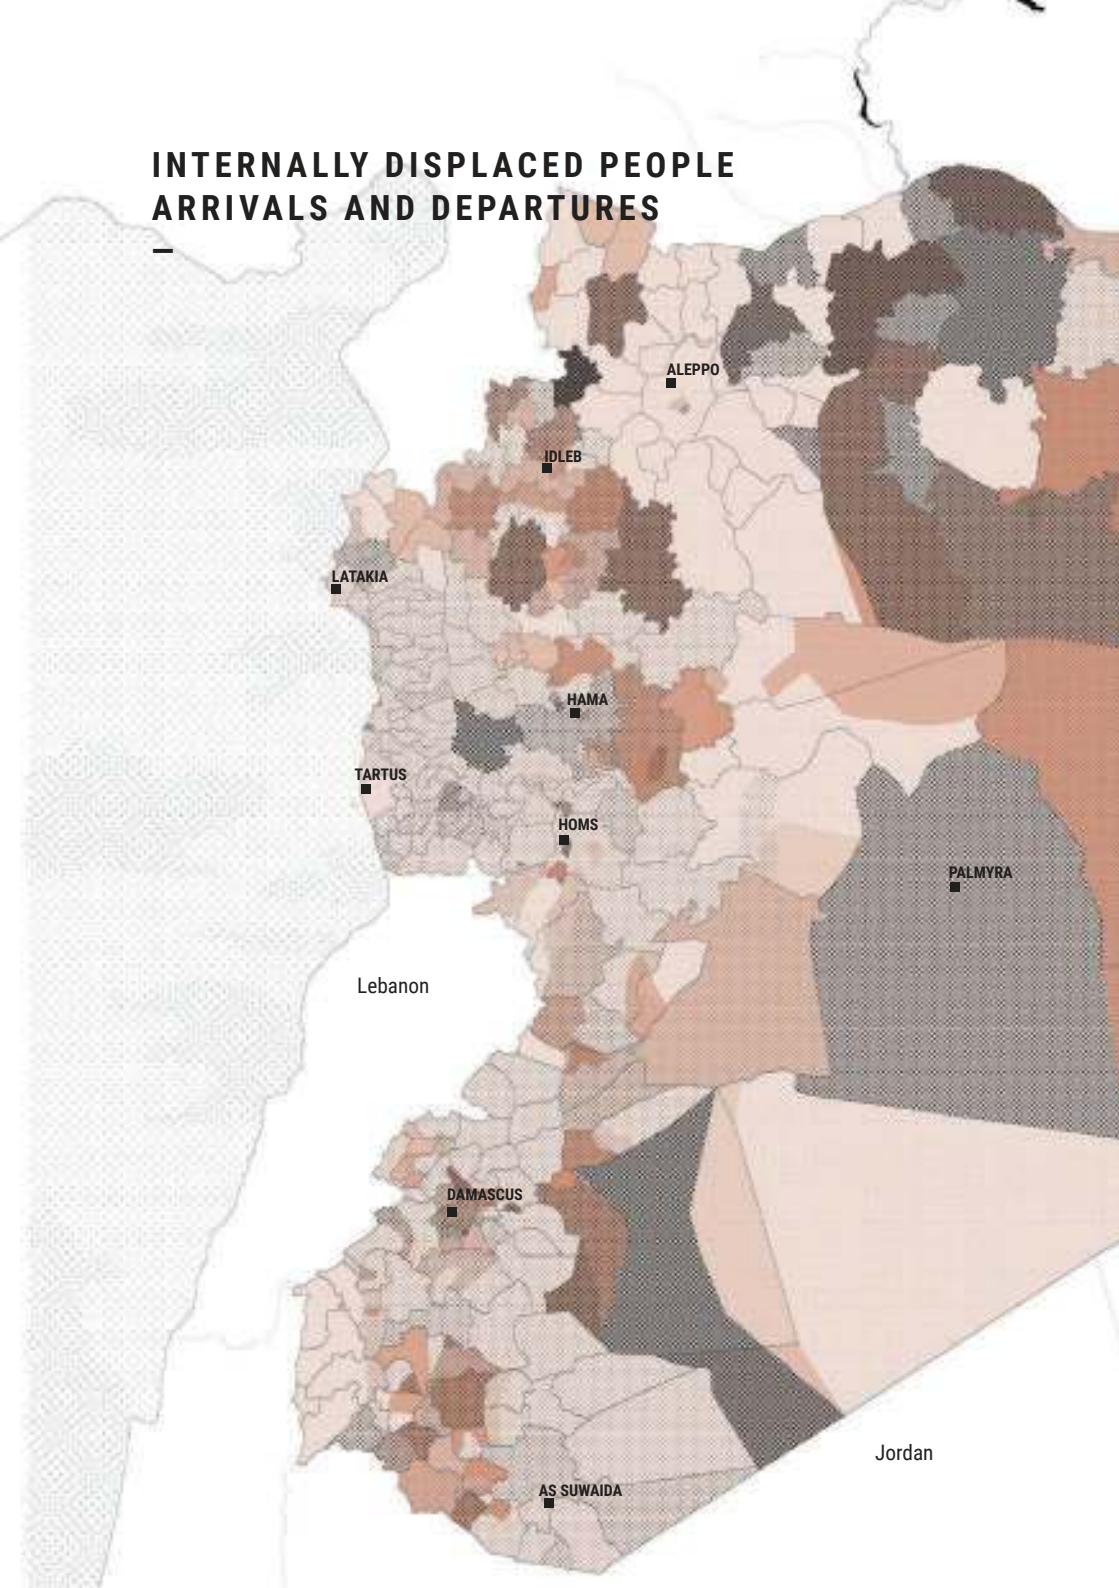 INTERNALLY DISPLACED PEOPLE
ARRIVALS AND DEPARTURES
ALEPPO
IDLEB
LATAKIA
HAMA
TARTUS
HOMS
PALMYRA
Lebanon
DAMASCUS
Jordan
AS SUWAIDA